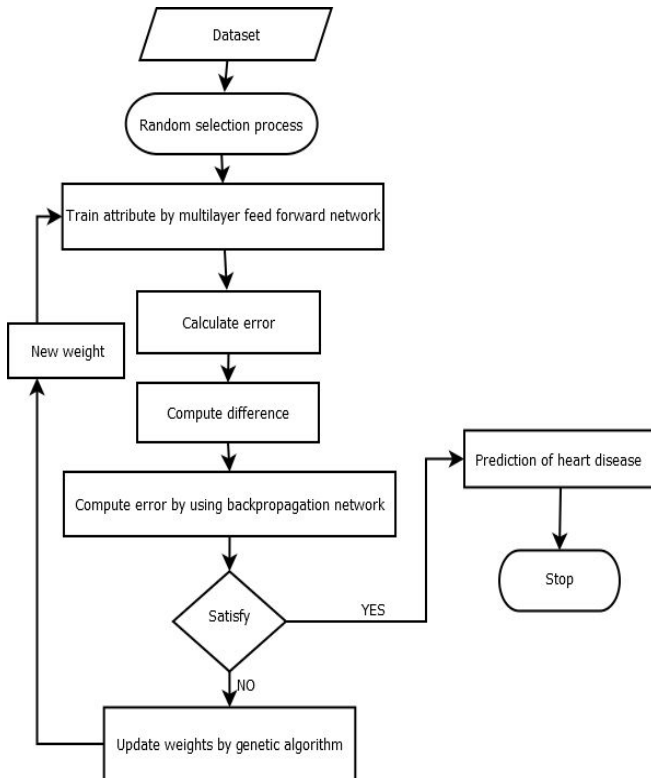 Dataset
Random selection process
Train attribute by multilayer feed forward network
Calculate error
New weight
Compute difference
Prediction of heart disease
Compute error by using backpropagation network
Stop
Satisfy
YES
NO
Update weights by genetic algorithm